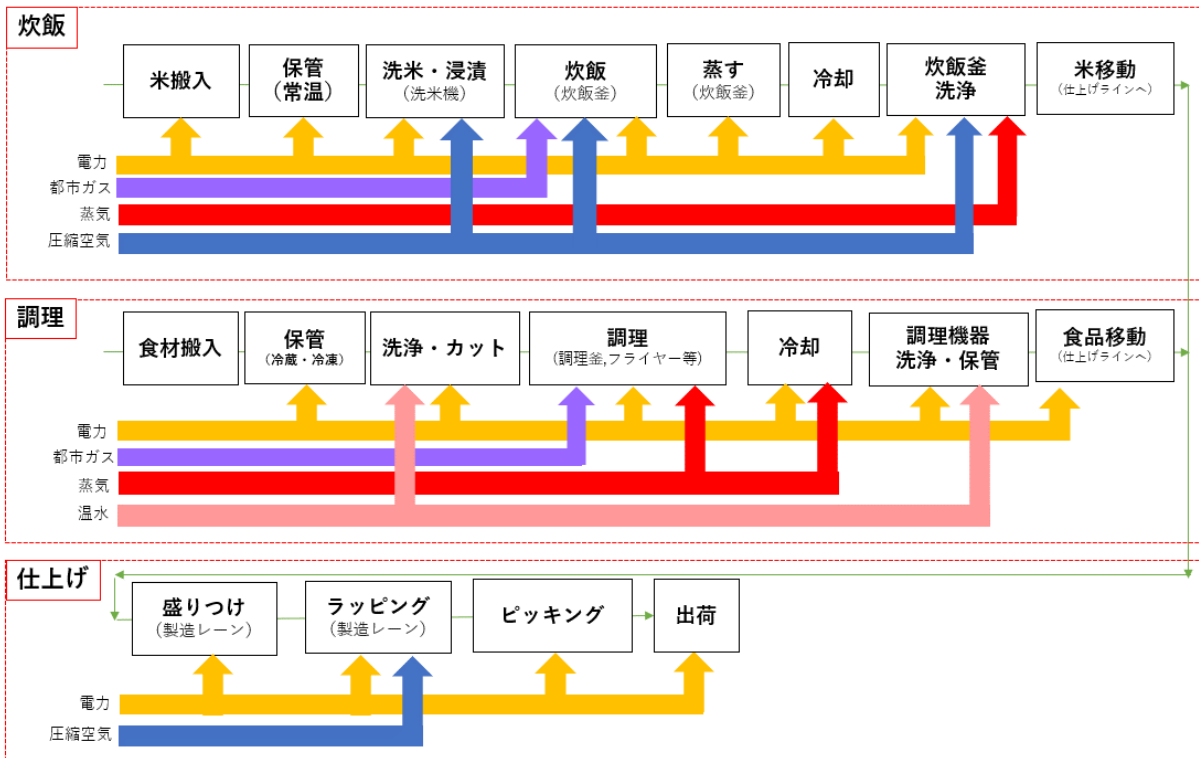 炊飯
米搬入
保管
（常温）
洗米・浸漬
（洗米機）
炊飯
（炊飯釜）
蒸す
（炊飯釜）
冷却
炊飯釜
洗浄
米移動
（仕上げラインへ）
電力
都市ガス
蒸気
圧縮空気
調理
食材搬入
保管
（冷蔵・冷凍）
洗浄・カット
調理
（調理釜,フライヤー等）
冷却
調理機器
洗浄・保管
食品移動
（仕上げラインへ）
電力
都市ガス
蒸気
温水
仕上げ
盛りつけ
（製造レーン）
ラッピング
（製造レーン）
ピッキング
出荷
電力
圧縮空気